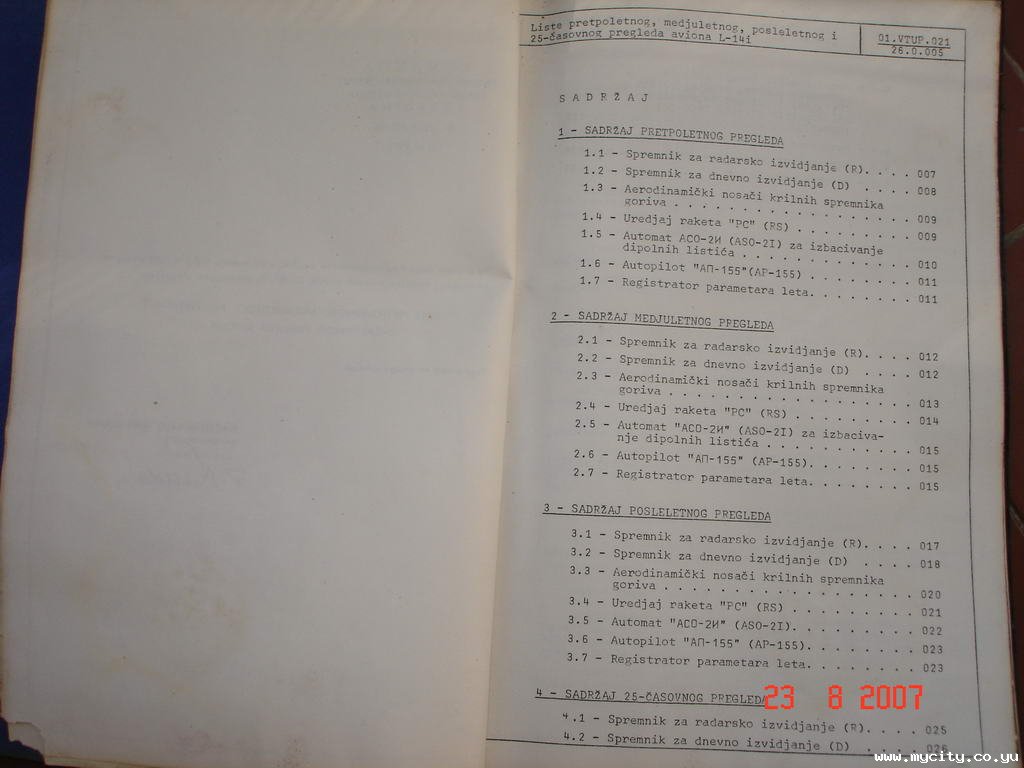 Liste pretpoletnog, medjuletnog, posleletnog i
25-časovnog pregleda aviona L-14i
01.VTUP.021
26.0.005
S A D R Ž A J
1 - SADRŽAJ PRETPOLETNOG PREGLEDA
1.1 - Spremnik za radarsko izvidjanje (R). . . . 007
1.2 - Spremnik za dnevno izvidjanje (D) . . . . 008
1.3 - Aerodinamički nosači krilnih spremnika
goriva . . . . . . . . . . . . . . . . . 009
1.4 - Uredjaj raketa "PC" (RS) . . . . . . . . . 009
1.5 - Automat ACO-2И (ASO-2I) za izbacivanje
dipolnih listića . . . . . . . . . . . . . 010
1.6 - Autopilot "АП-155"(AP-155) . . . . . . . . 011
1.7 - Registrator parametara leta. . . . . . . . 011
2 - SADRŽAJ MEDJULETNOG PREGLEDA
2.1 - Spremnik za radarsko izvidjanje (R). . . . 012
2.2 - Spremnik za dnevno izvidjanje (D) . . . . 012
2.3 - Aerodinamički nosači krilnih spremnika
goriva . . . . . . . . . . . . . . . . . . 013
2.4 - Uredjaj raketa "PC" (RS) . . . . . . . . . 014
2.5 - Automat "ACO-2И" (ASO-2I) za izbaciva-
nje dipolnih listića . . . . . . . . . . . 015
2.6 - Autopilot "АП-155" (AP-155). . . . . . . . 015
2.7 - Registrator parametara leta. . . . . . . . 015
3 - SADRŽAJ POSLELETNOG PREGLEDA
3.1 - Spremnik za radarsko izvidjanje (R). . . . 017
3.2 - Spremnik za dnevno izvidjanje (D) . . . . 018
3.3 - Aerodinamički nosači krilnih spremnika
goriva . . . . . . . . . . . . . . . . . . . 020
3.4 - Uredjaj raketa "PC" (RS) . . . . . . . . . 021
3.5 - Automat "ACO-2И" (ASO-2I). . . . . . . . . 022
3.6 - Autopilot "АП-155" (AP-155). . . . . . . . 023
3.7 - Registrator parametara leta. . . . . . . . 023
4 - SADRŽAJ 25-ČASOVNOG PREGLEDA
4.1 - Spremnik za radarsko izvidjanje (R). . . . 025
4.2 - Spremnik za dnevno izvidjanje (D) . . . . 026
23 8 2007
www.mycity.co.yu